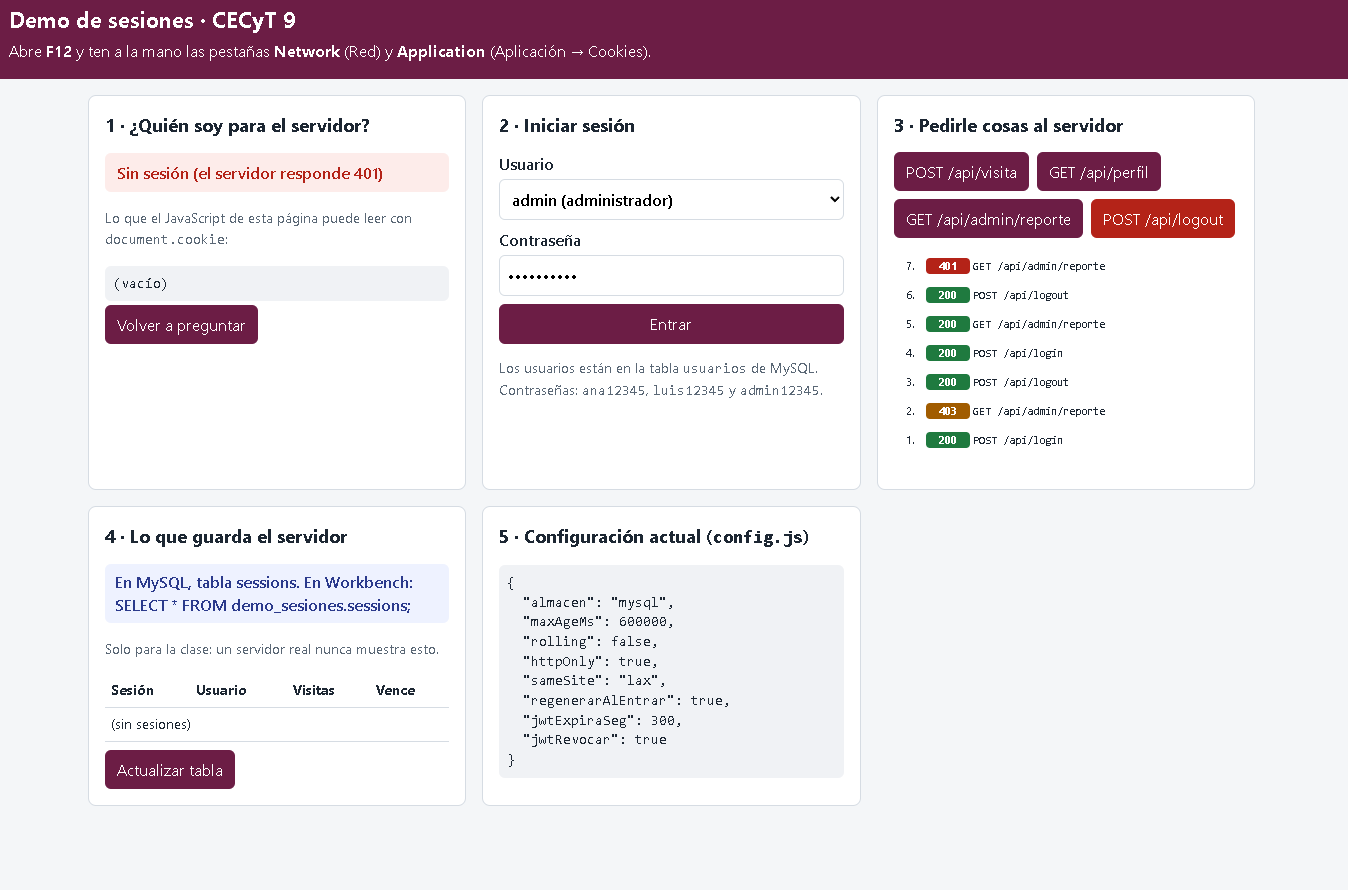 Demo de sesiones · CECyT 9
Abre F12 y ten a la mano las pestañas Network (Red) y Application (Aplicación → Cookies).
1 · ¿Quién soy para el servidor?
Sin sesión (el servidor responde 401)
Lo que el JavaScript de esta página puede leer con
document.cookie:
(vacío)
Volver a preguntar
2 · Iniciar sesión
Usuario
admin (administrador)
Contraseña
••••••••••
Entrar
Los usuarios están en la tabla usuarios de MySQL.
Contraseñas: ana12345, luis12345 y admin12345.
3 · Pedirle cosas al servidor
POST /api/visita GET /api/perfil
GET /api/admin/reporte POST /api/logout
7. 401 GET /api/admin/reporte
6. 200 POST /api/logout
5. 200 GET /api/admin/reporte
4. 200 POST /api/login
3. 200 POST /api/logout
2. 403 GET /api/admin/reporte
1. 200 POST /api/login
4 · Lo que guarda el servidor
En MySQL, tabla sessions. En Workbench:
SELECT * FROM demo_sesiones.sessions;
Solo para la clase: un servidor real nunca muestra esto.
Sesión Usuario Visitas Vence
(sin sesiones)
Actualizar tabla
5 · Configuración actual (config.js)
{
"almacen": "mysql",
"maxAgeMs": 600000,
"rolling": false,
"httpOnly": true,
"sameSite": "lax",
"regenerarAlEntrar": true,
"jwtExpiraSeg": 300,
"jwtRevocar": true
}